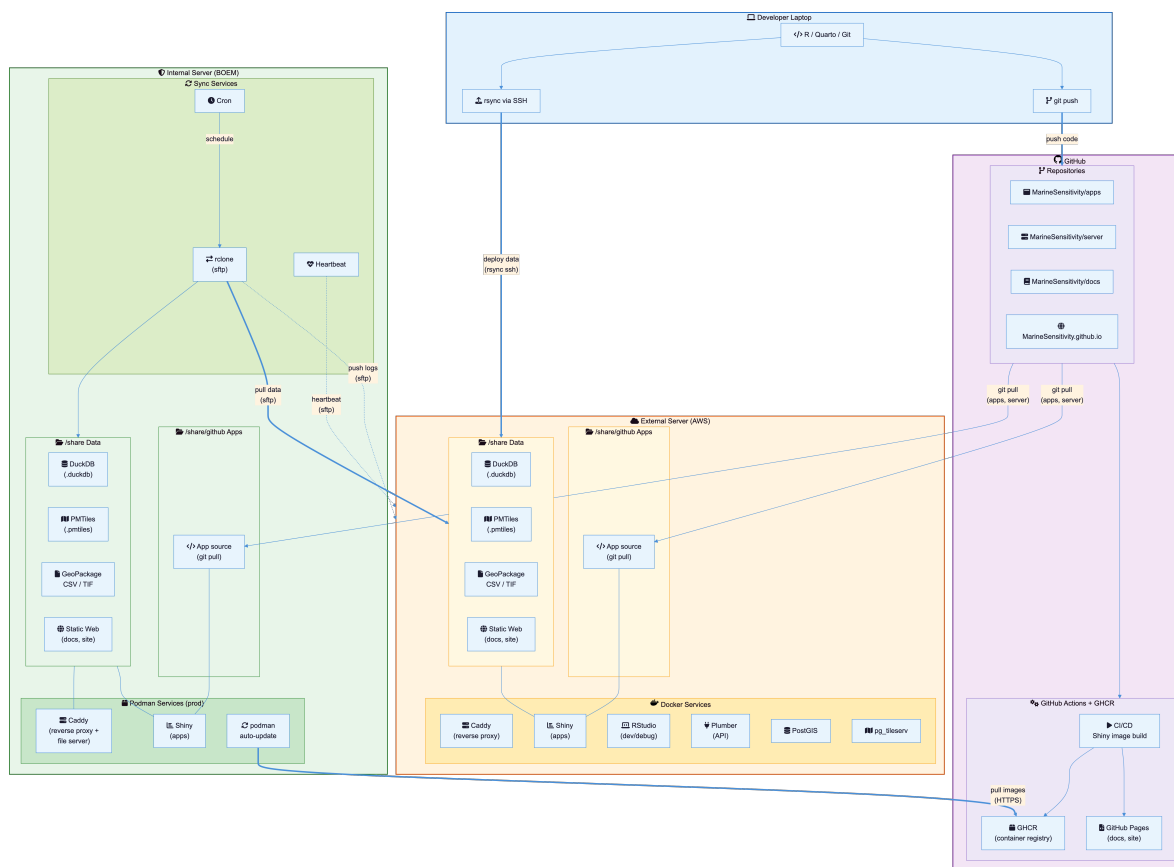 Developer Laptop
</> R / Quarto / Git
rsync via SSH
git push
push code
Internal Server (BOEM)
Sync Services
Cron
schedule
rclone
(sftp)
Heartbeat
push logs
(sftp)
pull data
(sftp)
heartbeat
(sftp)
deploy data
(rsync ssh)
GitHub
Repositories
MarineSensitivity/apps
MarineSensitivity/server
MarineSensitivity/docs
MarineSensitivity.github.io
git pull
(apps, server)
git pull
(apps, server)
/share Data
DuckDB
(.duckdb)
PMTiles
(.pmtiles)
GeoPackage
CSV / TIF
Static Web
(docs, site)
/share/github Apps
</> App source
(git pull)
Podman Services (prod)
Caddy
(reverse proxy +
file server)
Shiny
(apps)
podman
auto-update
External Server (AWS)
/share Data
DuckDB
(.duckdb)
PMTiles
(.pmtiles)
GeoPackage
CSV / TIF
Static Web
(docs, site)
/share/github Apps
</> App source
(git pull)
Docker Services
Caddy
(reverse proxy)
Shiny
(apps)
RStudio
(dev/debug)
Plumber
(API)
PostGIS
pg_tileserv
GitHub Actions + GHCR
CI/CD
Shiny image build
pull images
(HTTPS)
GHCR
(container registry)
GitHub Pages
(docs, site)